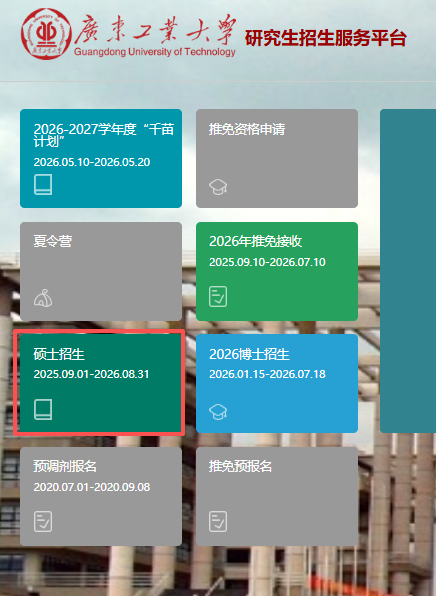 廣東工業大學
Guangdong University of Technology
研究生招生服务平台
2026-2027学年度“千苗
计划”
2026.05.10-2026.05.20
推免资格申请
夏令营
2026年推免接收
2025.09.10-2026.07.10
硕士招生
2025.09.01-2026.08.31
2026博士招生
2026.01.15-2026.07.18
预调剂报名
2020.07.01-2020.09.08
推免预报名